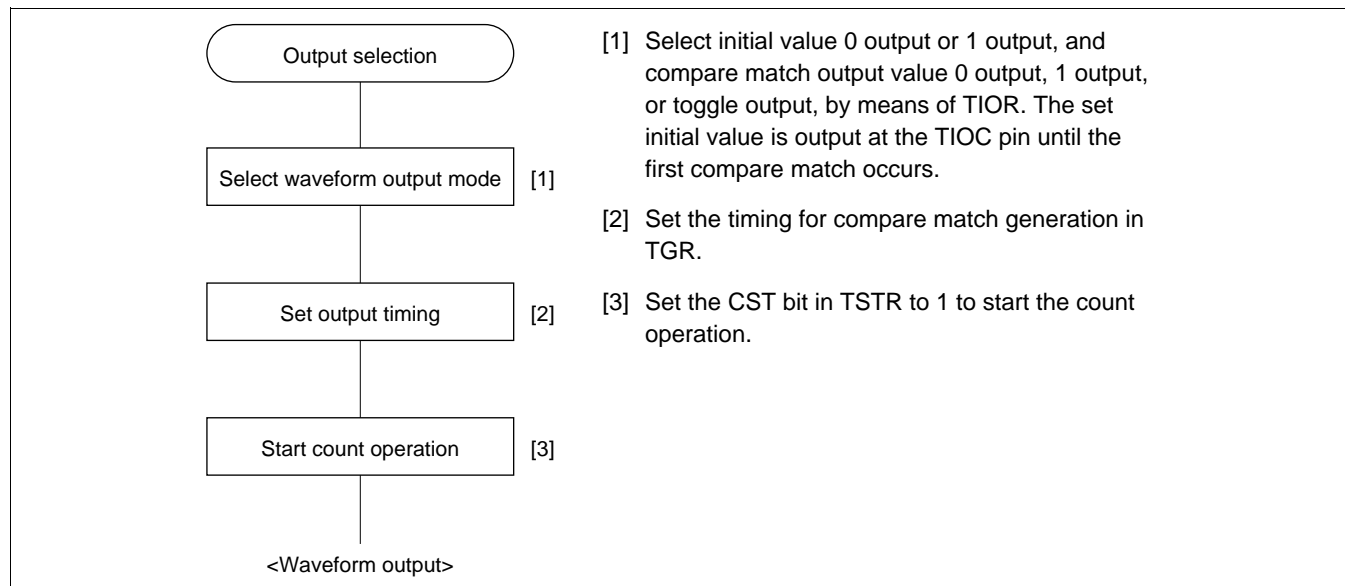 Output selection
Select waveform output mode [1]
Set output timing [2]
Start count operation [3]
<Waveform output>
[1] Select initial value 0 output or 1 output, and
compare match output value 0 output, 1 output,
or toggle output, by means of TIOR. The set
initial value is output at the TIOC pin until the
first compare match occurs.
[2] Set the timing for compare match generation in
TGR.
[3] Set the CST bit in TSTR to 1 to start the count
operation.